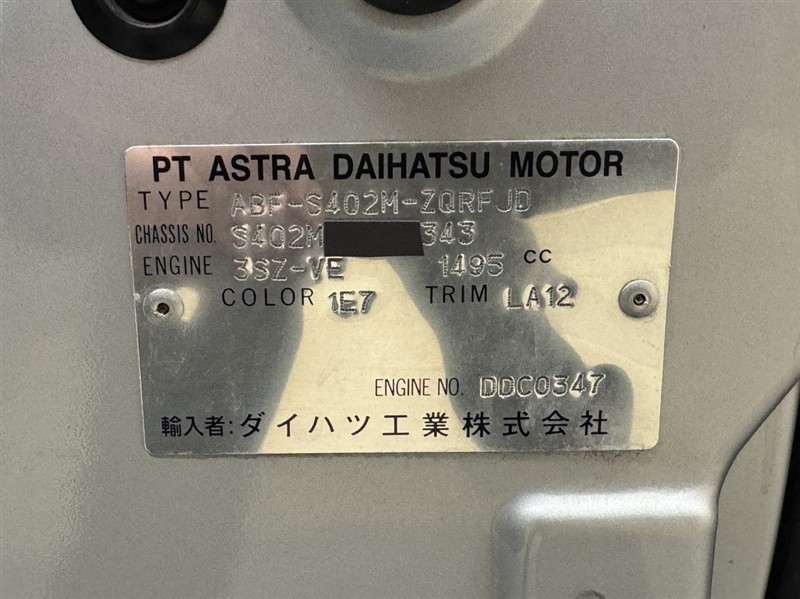 PT ASTRA DAIHATSU MOTOR
TYPE ABF-S402M-ZQRFJD
CHASSIS NO. S402M 343
ENGINE 3SZ-VE 1495 CC
COLOR 1E7 TRIM LA12
ENGINE NO. DDC0347
輸入者:ダイハツ工業株式会社